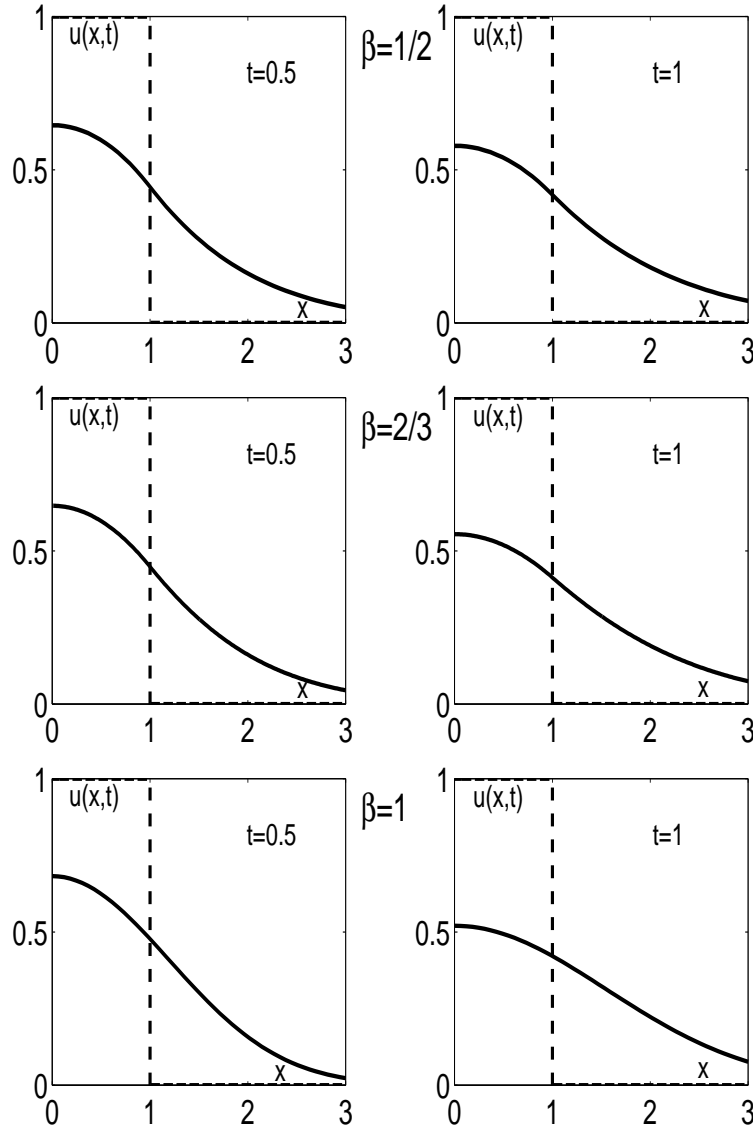 1 1
u(x,t) β=1/2 u(x,t)
t=0.5 t=1
0.5 0.5
x x
0 0
0 1 2 3 0 1 2 3
1 1
u(x,t) β=2/3 u(x,t)
t=0.5 t=1
0.5 0.5
x x
0 0
0 1 2 3 0 1 2 3
1 1
u(x,t) β=1 u(x,t)
t=0.5 t=1
0.5 0.5
x x
0 0
0 1 2 3 0 1 2 3